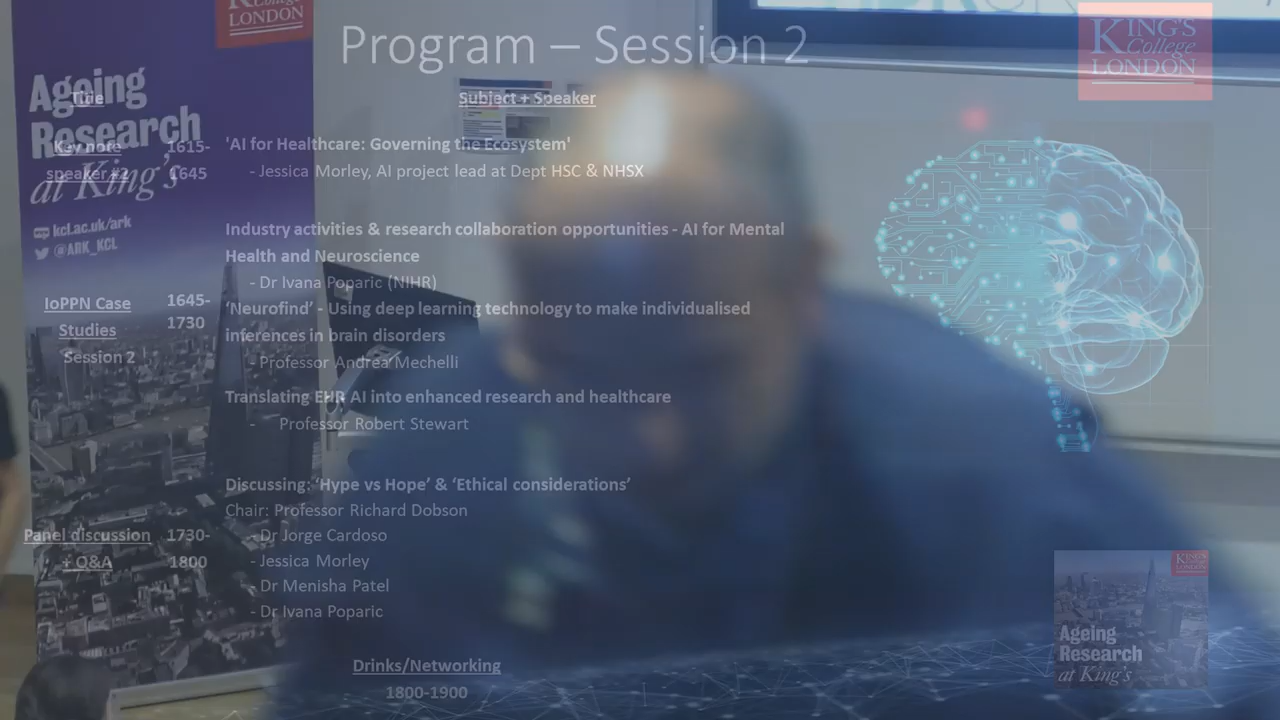 Program – Session 2
KING'S
College
LONDON
College
LONDON
Ageing
Research
at King's
kcl.ac.uk/ark
@ARK_KCL
Title
Subject + Speaker
Key note
speaker #2
1615-
1645
'AI for Healthcare: Governing the Ecosystem'
- Jessica Morley, AI project lead at Dept HSC & NHSX
Industry activities & research collaboration opportunities - AI for Mental
Health and Neuroscience
- Dr Ivana Poparic (NIHR)
IoPPN Case
Studies
Session 2
1645-
1730
'Neurofind' - Using deep learning technology to make individualised
inferences in brain disorders
- Professor Andrea Mechelli
Translating EHR AI into enhanced research and healthcare
- Professor Robert Stewart
Panel discussion
+ Q&A
1730-
1800
Discussing: ‘Hype vs Hope’ & ‘Ethical considerations’
Chair: Professor Richard Dobson
- Dr Jorge Cardoso
- Jessica Morley
- Dr Menisha Patel
- Dr Ivana Poparic
Drinks/Networking
1800-1900
KING'S
College
LONDON
Ageing
Research
at King's